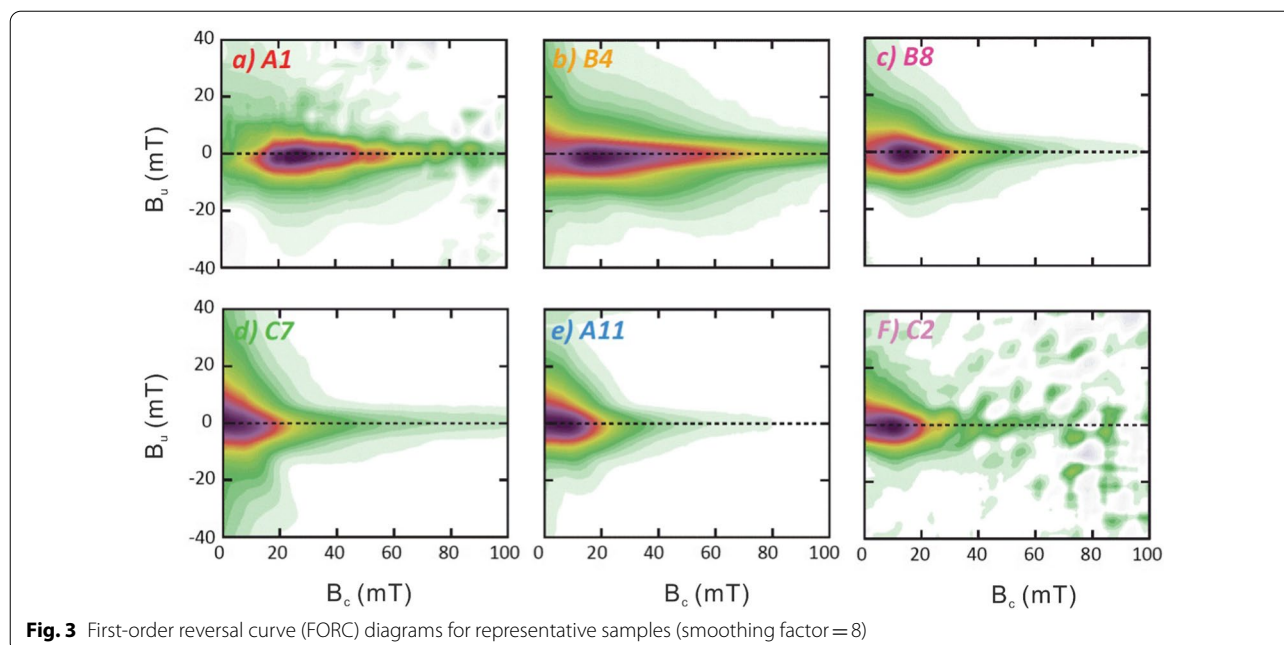 40
20
0
-20
-40
B_u (mT)
a) A1
b) B4
c) B8
40
20
0
-20
-40
B_u (mT)
d) C7
e) A11
F) C2
0 20 40 60 80 100
0 20 40 60 80 100
0 20 40 60 80 100
B_c (mT)
B_c (mT)
B_c (mT)
Fig. 3 First-order reversal curve (FORC) diagrams for representative samples (smoothing factor = 8)